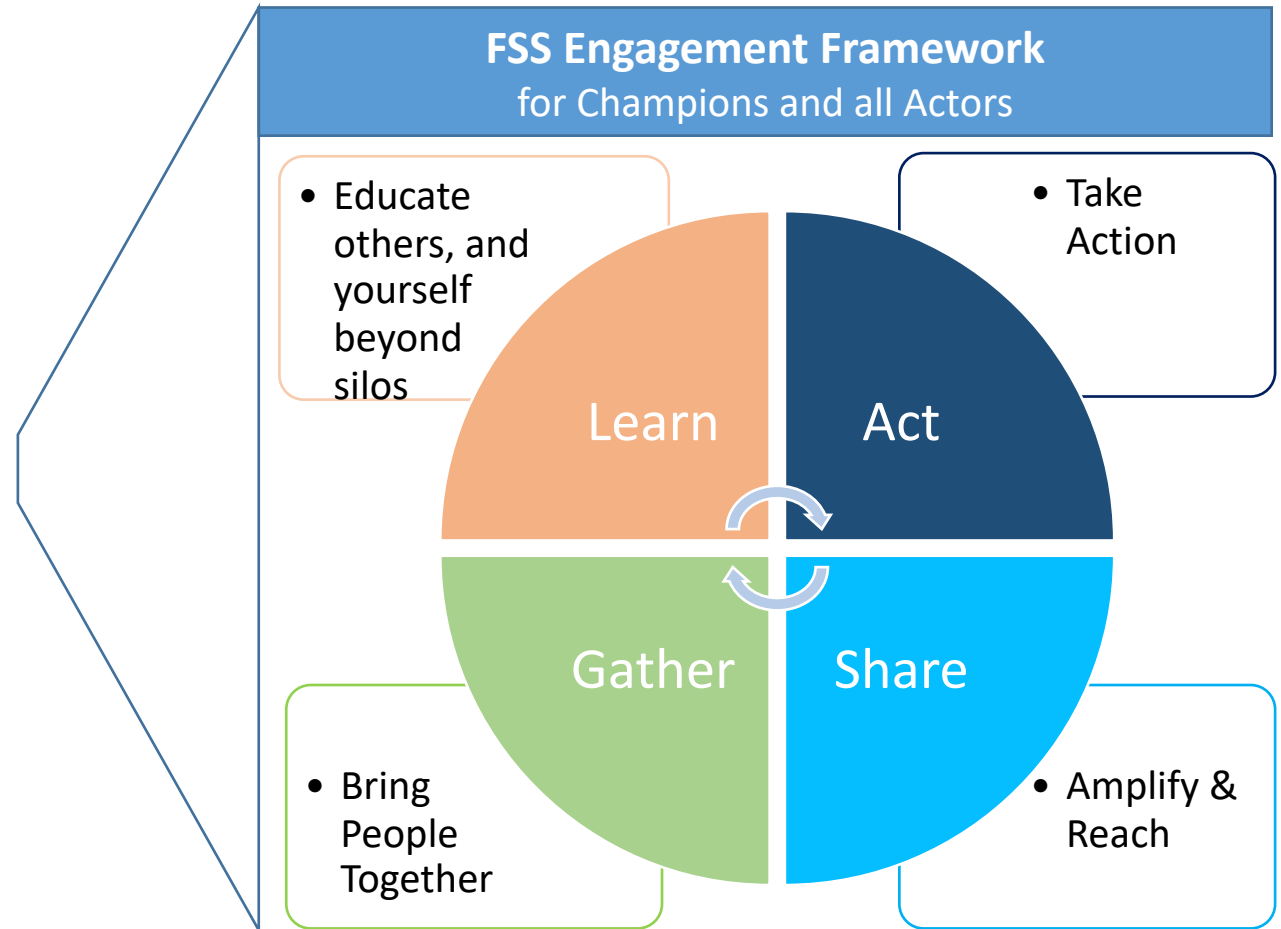 FSS Engagement Framework
for Champions and all Actors
• Educate
others, and
yourself
beyond
silos
• Take
Action
Learn
Act
Gather
Share
• Bring
People
Together
• Amplify &
Reach